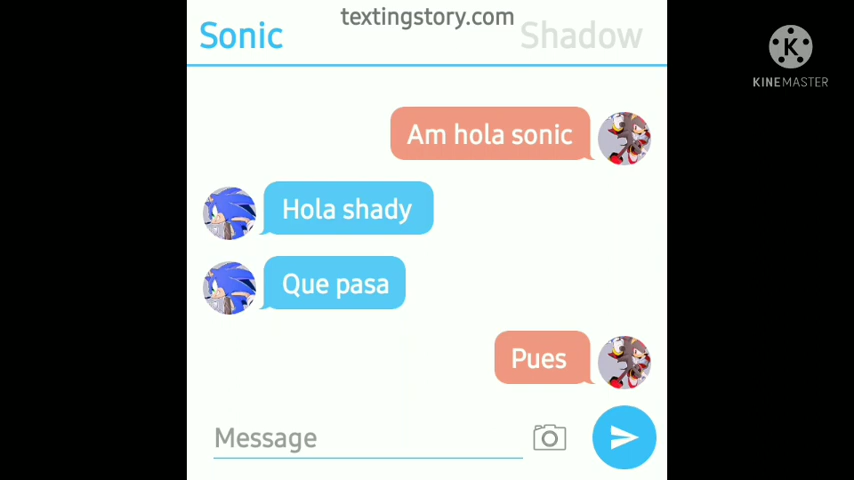 textingstory.com
Sonic
Shadow
K
KINEMASTER
Am hola sonic
Hola shady
Que pasa
Pues
Message